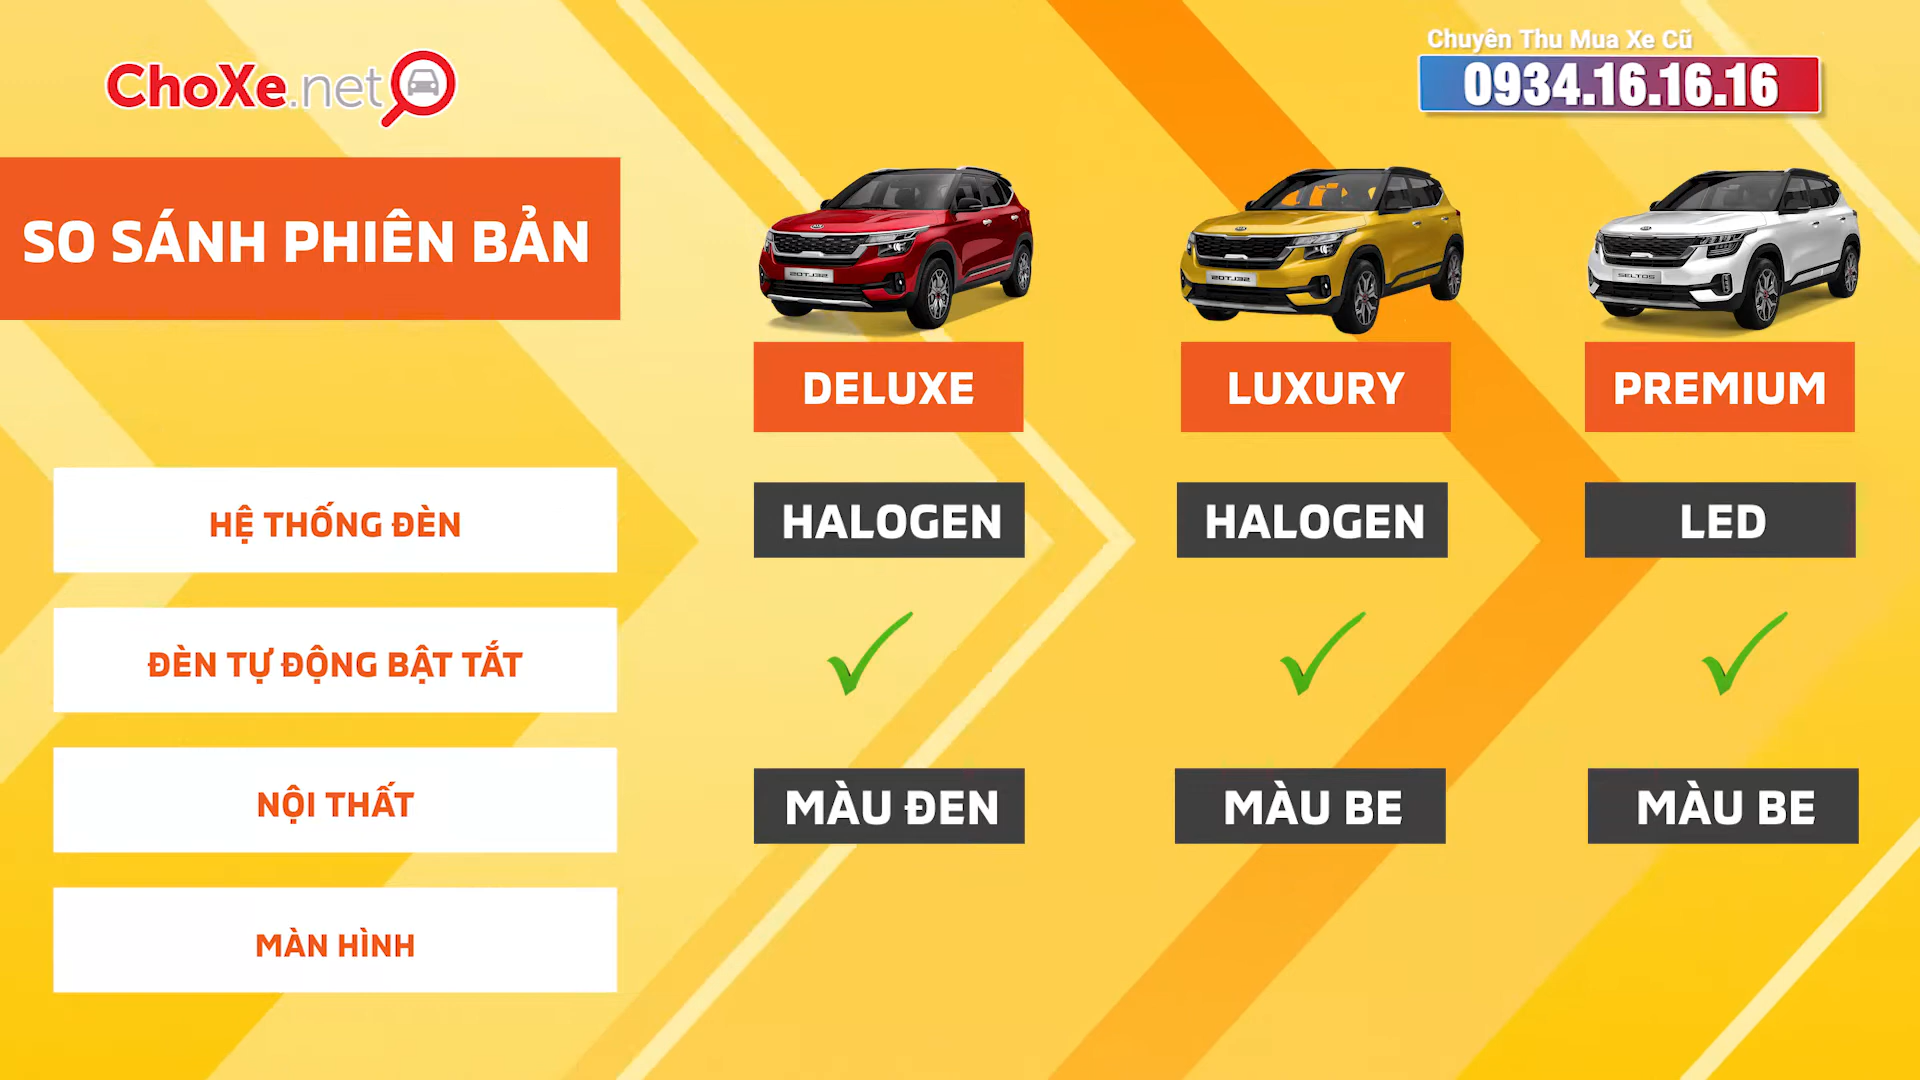 ChoXe.net
Chuyên Thu Mua Xe Cũ
0934.16.16.16
SO SÁNH PHIÊN BẢN
DELUXE
LUXURY
PREMIUM
HỆ THỐNG ĐÈN
HALOGEN
HALOGEN
LED
ĐÈN TỰ ĐỘNG BẬT TẮT
NỘI THẤT
MÀU ĐEN
MÀU BE
MÀU BE
MÀN HÌNH